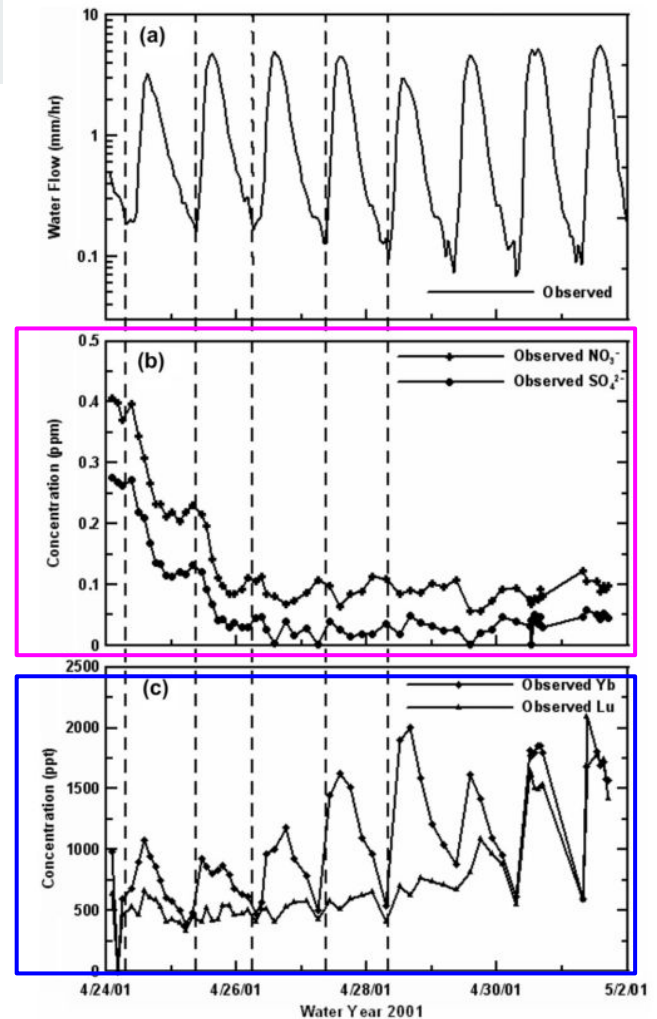 10
(a)
1
0.1
Water Flow (mm/hr)
Observed
0.5
(b)
Observed NO₃⁻
Observed SO₄²⁻
0.4
0.3
0.2
0.1
0
Concentration (ppm)
2500
(c)
Observed Yb
Observed Lu
2000
1500
1000
500
0
Concentration (ppt)
4/24/01 4/26/01 4/28/01 4/30/01 5/2/01
Water Year 2001